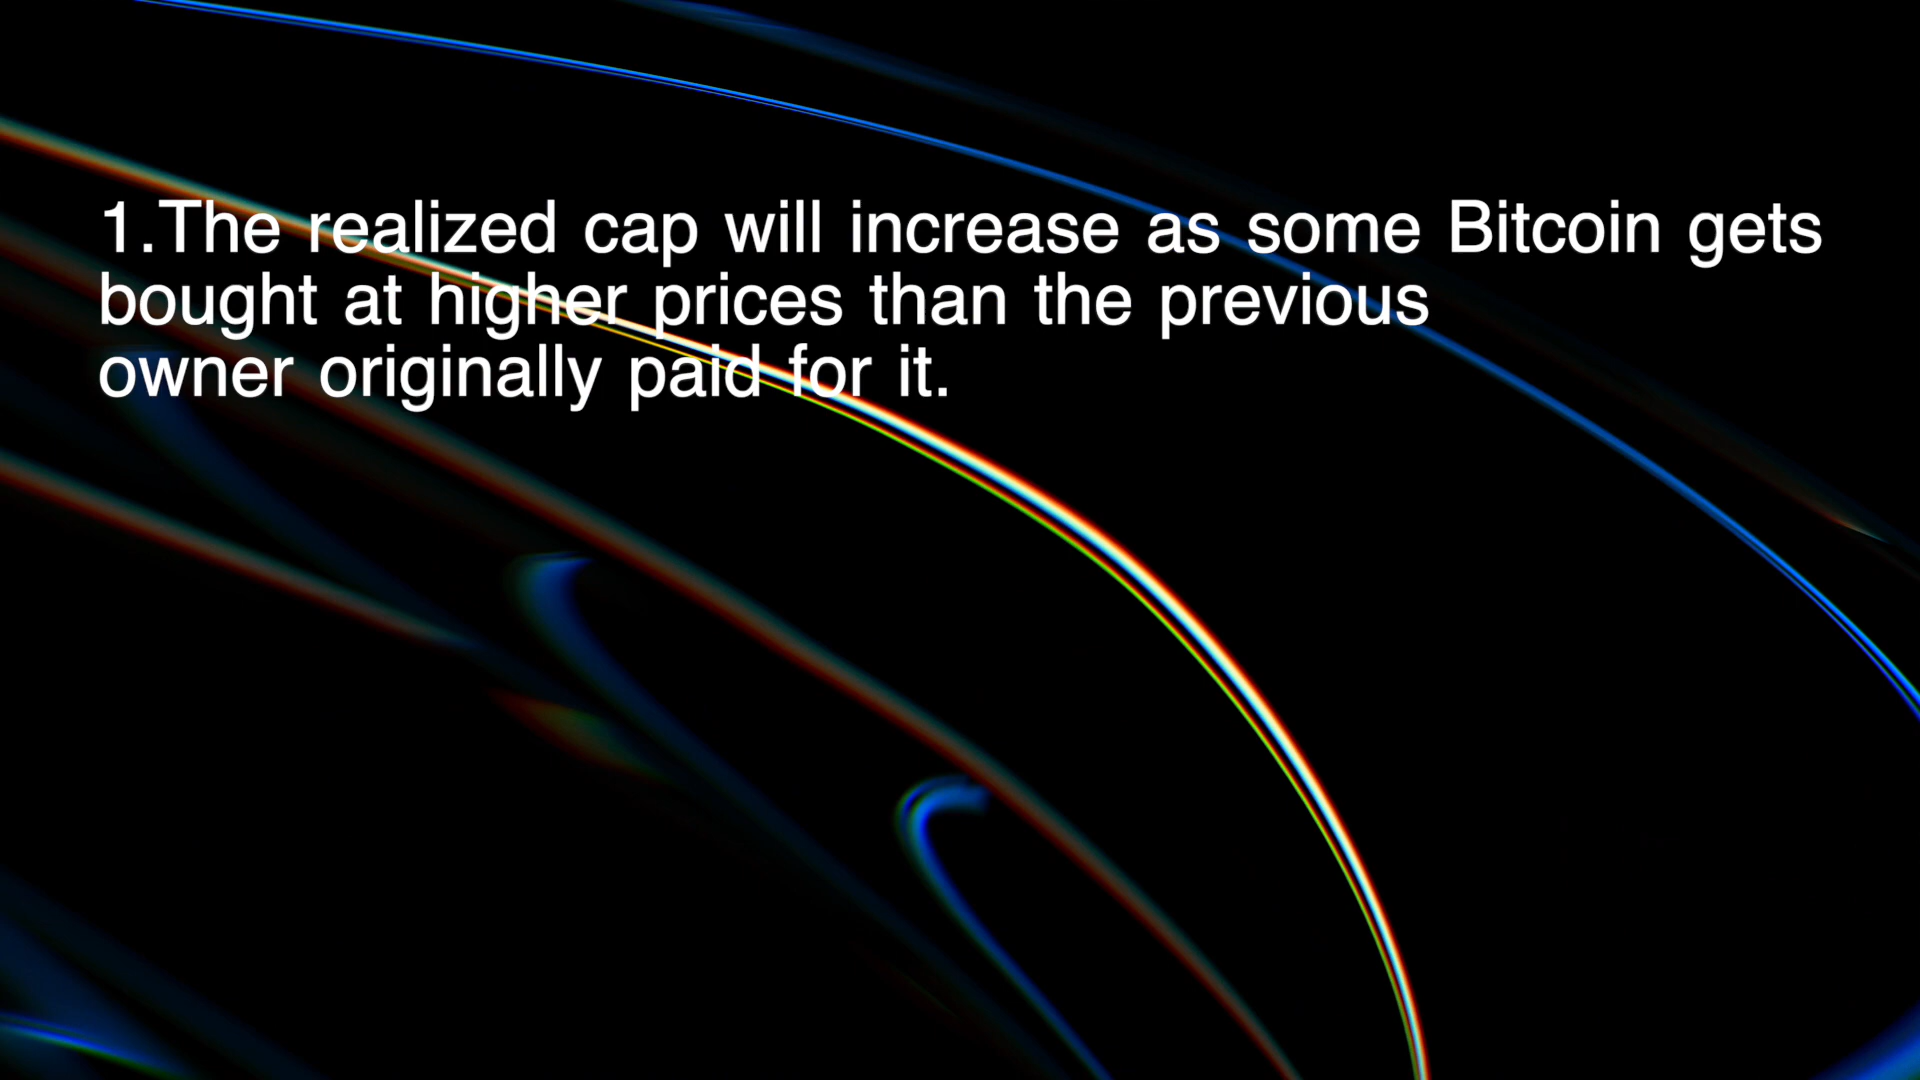 1.The realized cap will increase as some Bitcoin gets
bought at higher prices than the previous
owner originally paid for it.